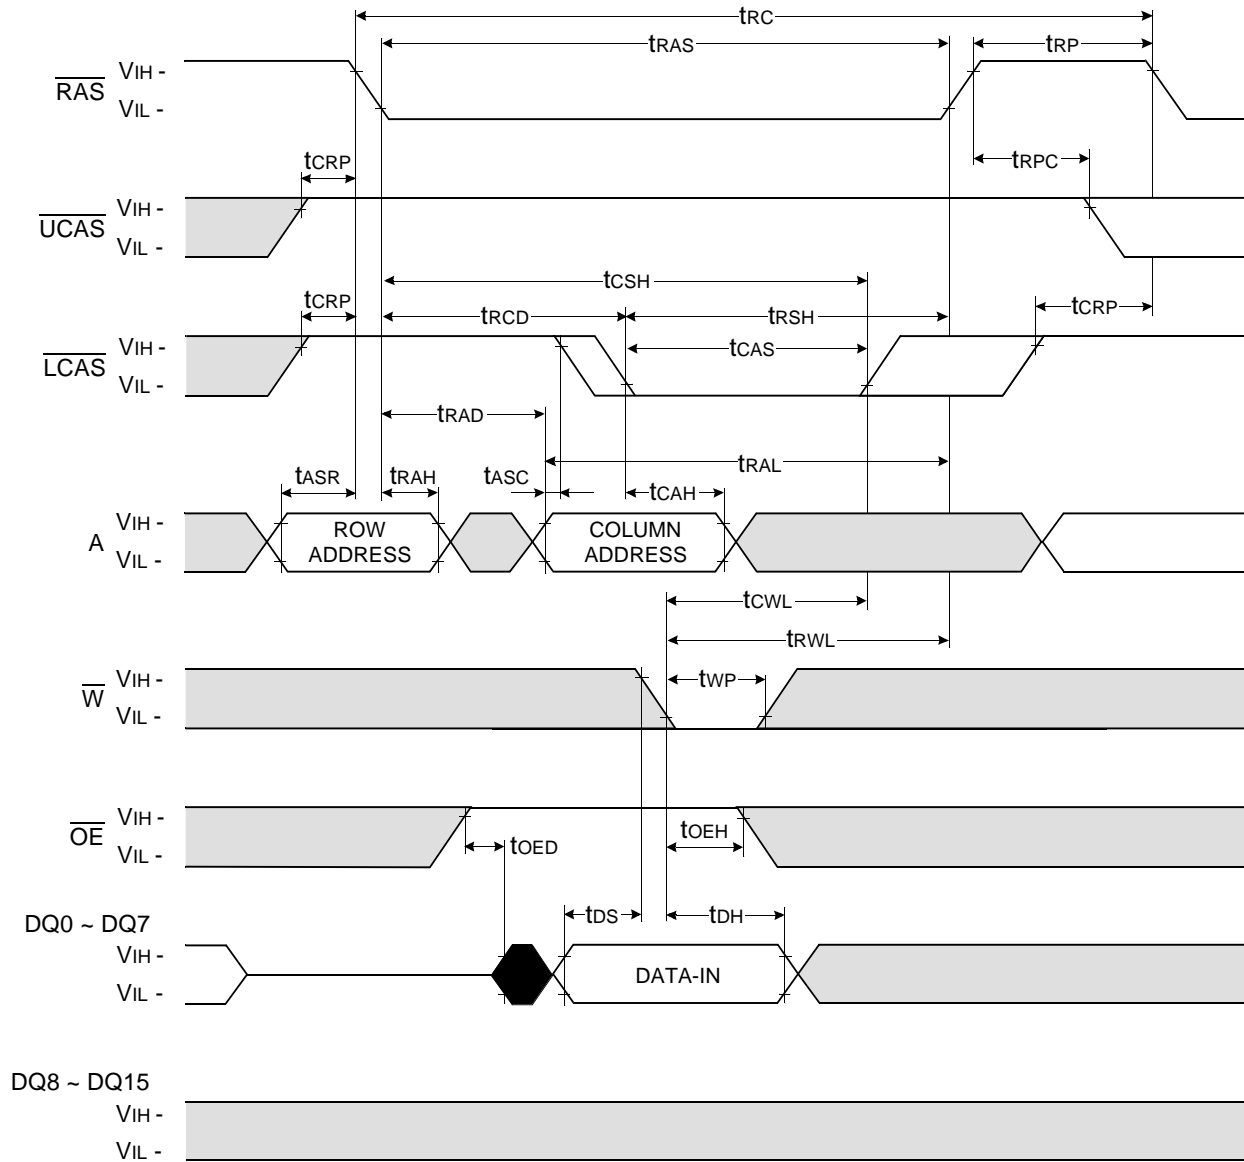 tRC
tRAS
tRP
RAS
VIH -
VIL -
tCRP
tRPC
UCAS
VIH -
VIL -
tCSH
tCRP
tRCD
tRSH
tCRP
LCAS
VIH -
VIL -
tCAS
tRAD
tRAL
tASR
tRAH
tASC
tCAH
A
VIH -
VIL -
ROW
ADDRESS
COLUMN
ADDRESS
tCWL
tRWL
W
VIH -
VIL -
tWP
OE
VIH -
VIL -
tOED
tOEH
tDS
tDH
DQ0 ~ DQ7
VIH -
VIL -
DATA-IN
DQ8 ~ DQ15
VIH -
VIL -